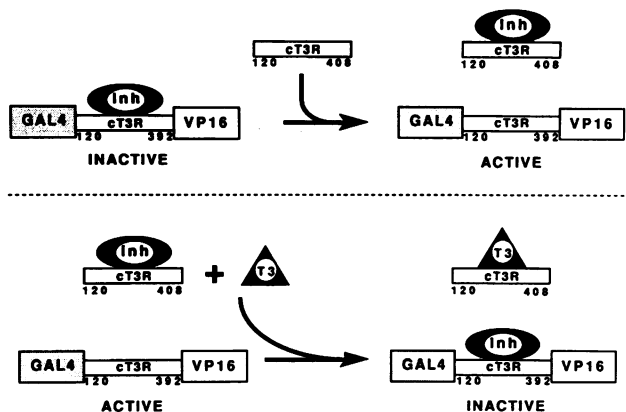 Inh
cT3R
120 408
Inh
cT3R
120 408
GAL4 cT3R VP16
120 392
INACTIVE
GAL4 cT3R VP16
120 392
ACTIVE
Inh
cT3R
120 408
+ T3
T3
cT3R
120 408
GAL4 cT3R VP16
120 392
ACTIVE
Inh
GAL4 cT3R VP16
120 392
INACTIVE